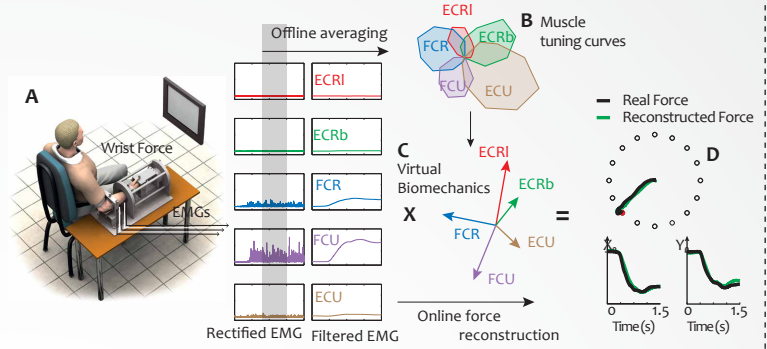 A
Wrist Force
EMGs
Offline averaging
ECRl
ECRb
FCR
FCU
ECU
ECRl
ECRb
FCR
FCU
ECU
Rectified EMG
Filtered EMG
B
Muscle
tuning curves
C
Virtual
Biomechanics
X
ECRl
ECRb
FCR
ECU
FCU
=
Online force
reconstruction
Real Force
Reconstructed Force
D
X
0
0
1.5
Time(s)
Y
0
0
1.5
Time (s)